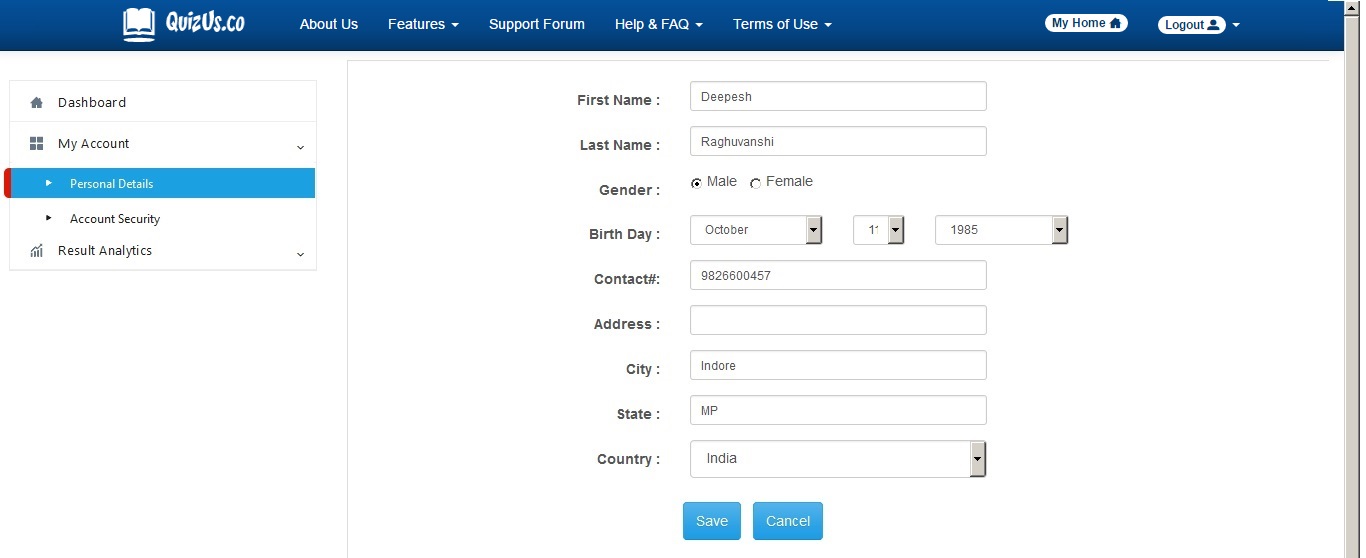 QuizUs.co About Us Features Support Forum Help & FAQ Terms of Use My Home Logout
Dashboard
My Account
Personal Details
Account Security
Result Analytics
First Name : Deepesh
Last Name : Raghuvanshi
Gender : Male Female
Birth Day : October 11 1985
Contact#: 9826600457
Address :
City : Indore
State : MP
Country : India
Save Cancel